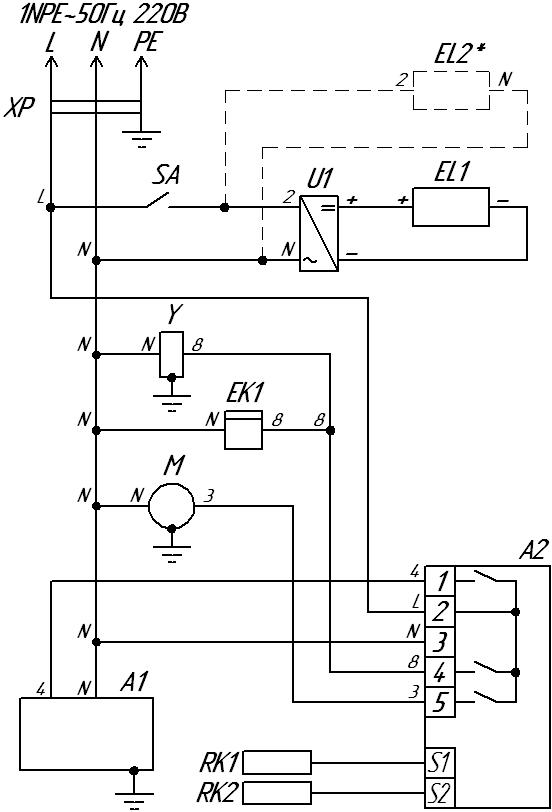 1NPE~50Гц 220В
L N PE
XP
EL2*
2 N
SA U1 EL1
L 2 = + + -
N N ~ -
Y
N N 8
EK1
N N 8 8
M
N N 3
A2
4 1
L 2
N N 3
8 4
4 N A1
3 5
RK1 S1
RK2 S2